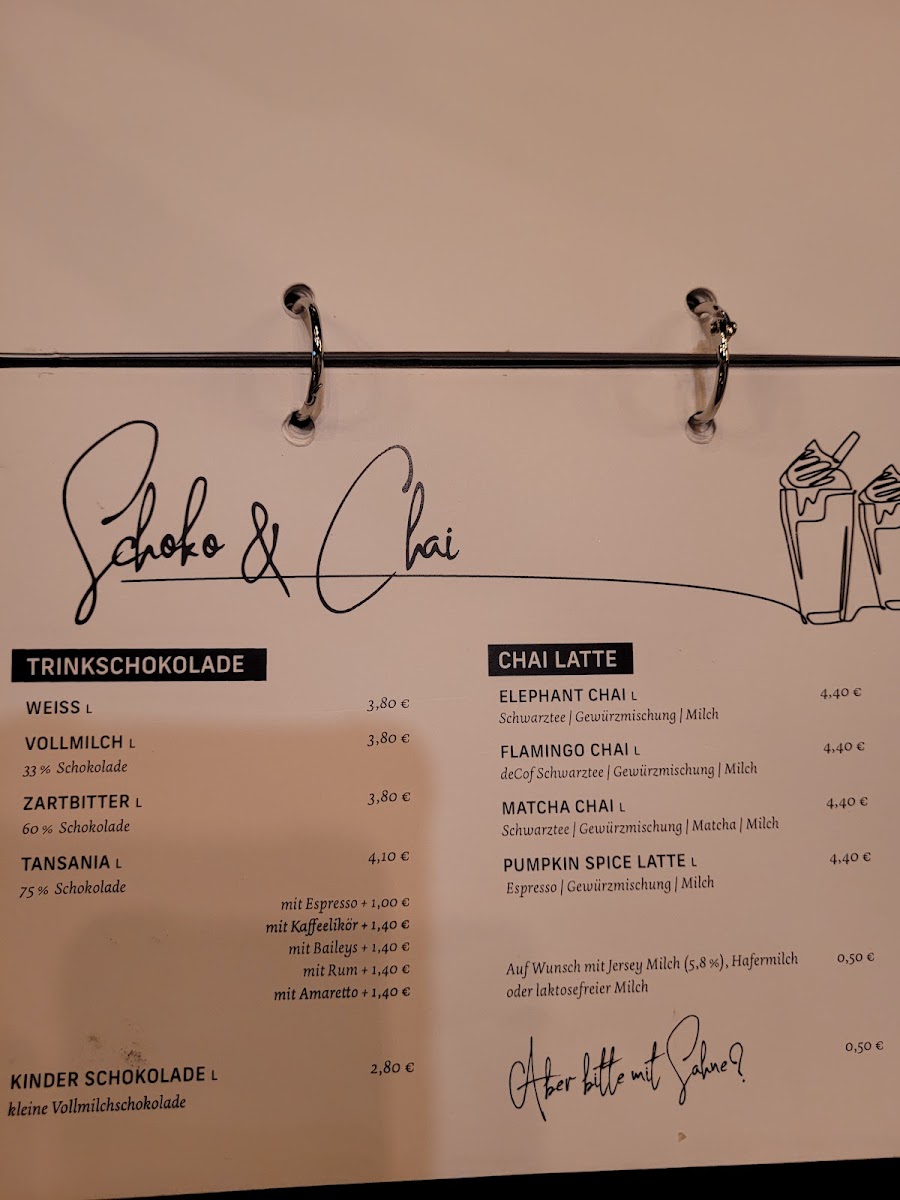 Schoko & Chai
TRINKSCHOKOLADE
WEISS L 3,80 €
VOLLMILCH L 3,80 €
33 % Schokolade
ZARTBITTER L 3,80 €
60 % Schokolade
TANSANIA L 4,10 €
75 % Schokolade
mit Espresso + 1,00 €
mit Kaffeelikör + 1,40 €
mit Baileys + 1,40 €
mit Rum + 1,40 €
mit Amaretto + 1,40 €
KINDER SCHOKOLADE L 2,80 €
kleine Vollmilchschokolade
CHAI LATTE
ELEPHANT CHAI L 4,40 €
Schwarztee | Gewürzmischung | Milch
FLAMINGO CHAI L 4,40 €
deCof Schwarztee | Gewürzmischung | Milch
MATCHA CHAI L 4,40 €
Schwarztee | Gewürzmischung | Matcha | Milch
PUMPKIN SPICE LATTE L 4,40 €
Espresso | Gewürzmischung | Milch
Auf Wunsch mit Jersey Milch (5,8 %), Hafermilch 0,50 €
oder laktosefreier Milch
Aber bitte mit Sahne? 0,50 €